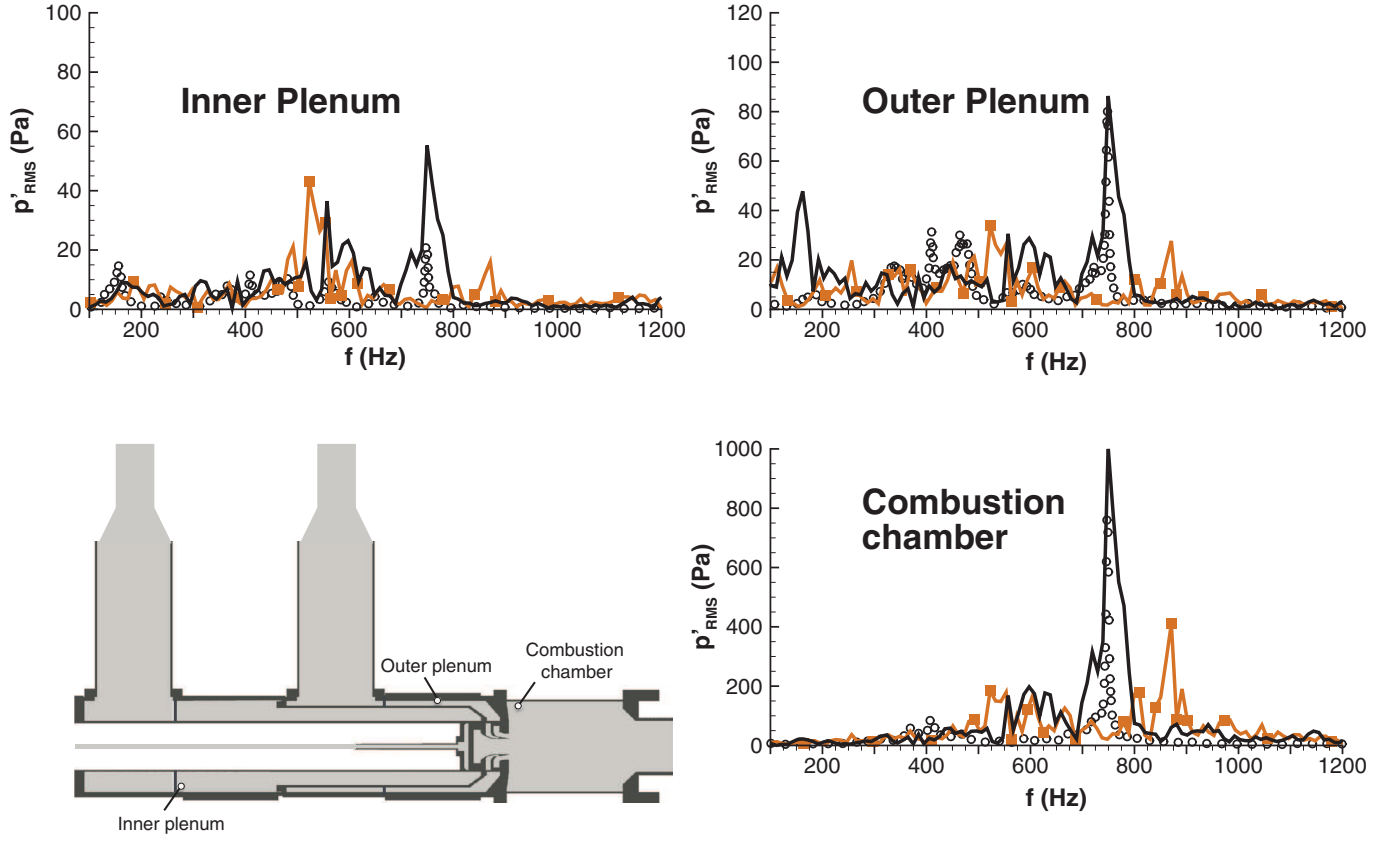 100
80
60
40
20
0
p'RMS (Pa)
Inner Plenum
200 400 600 800 1000 1200
f (Hz)
120
100
80
60
40
20
0
p'RMS (Pa)
Outer Plenum
200 400 600 800 1000 1200
f (Hz)
Outer plenum
Combustion
chamber
Inner plenum
1000
800
600
400
200
0
p'RMS (Pa)
Combustion
chamber
200 400 600 800 1000 1200
f (Hz)